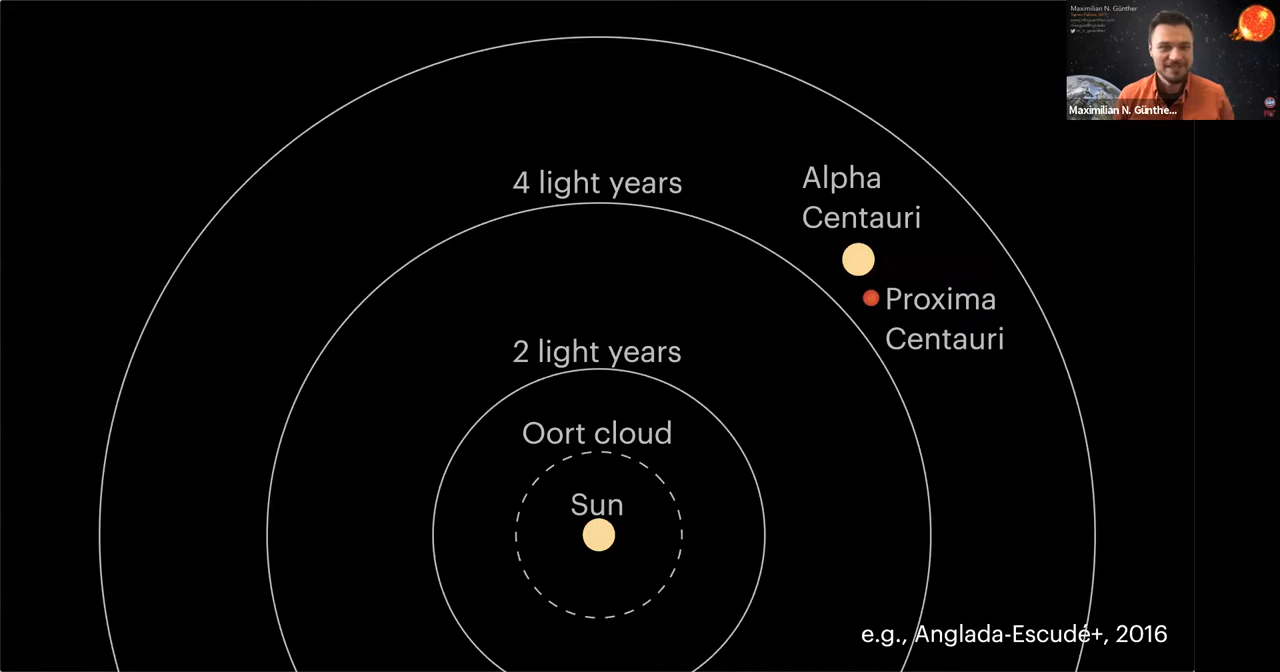 Maximilian N. Günther
Maximilian N. Günthe...
4 light years
Alpha
Centauri
Proxima
Centauri
2 light years
Oort cloud
Sun
e.g., Anglada-Escudé+, 2016